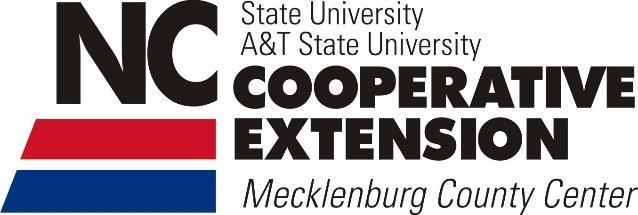 NC
State University
A&T State University
COOPERATIVE
EXTENSION
Mecklenburg County Center